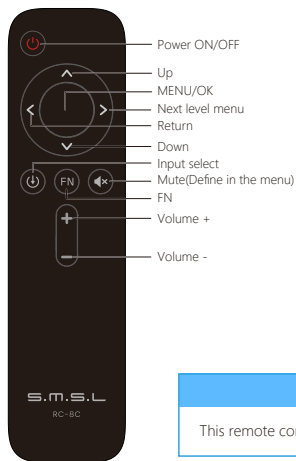 Power ON/OFF
Up
MENU/OK
Next level menu
Return
Down
Input select
Mute(Define in the menu)
FN
FN
Volume +
Volume -
S.M.S.L
RC-8C
This remote con